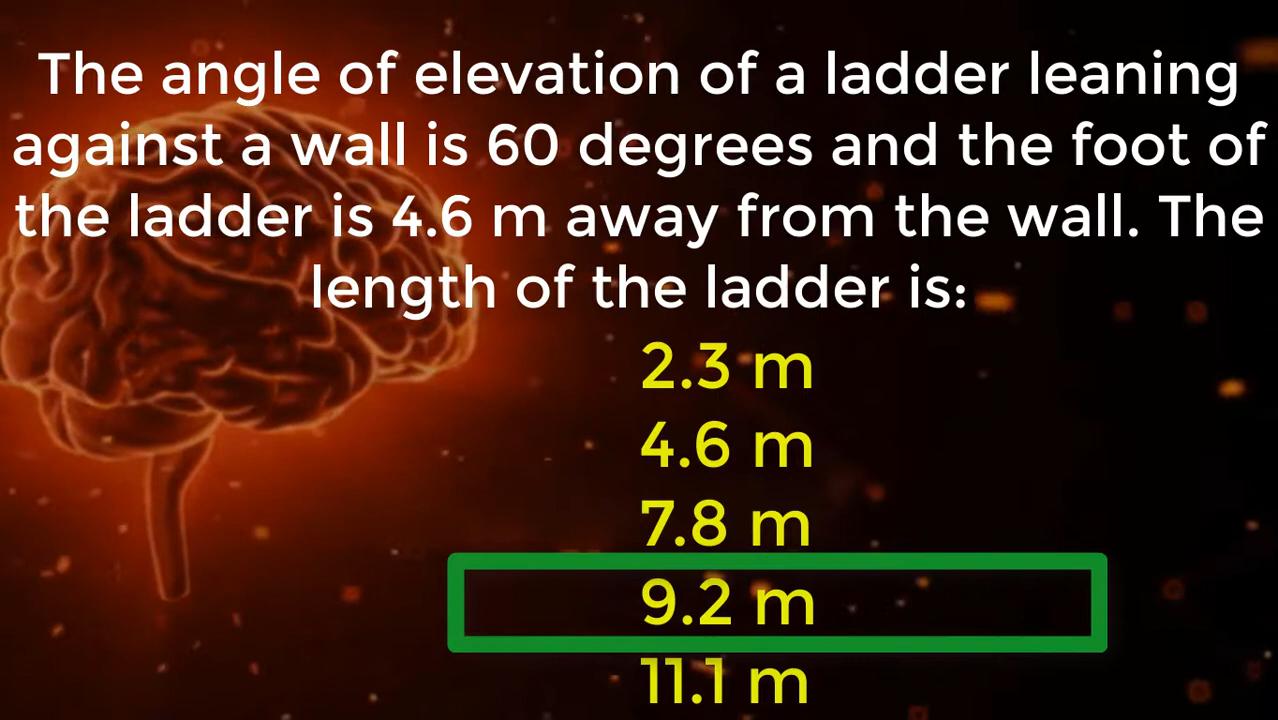 The angle of elevation of a ladder leaning
against a wall is 60 degrees and the foot of
the ladder is 4.6 m away from the wall. The
length of the ladder is:
2.3 m
4.6 m
7.8 m
9.2 m
11.1 m